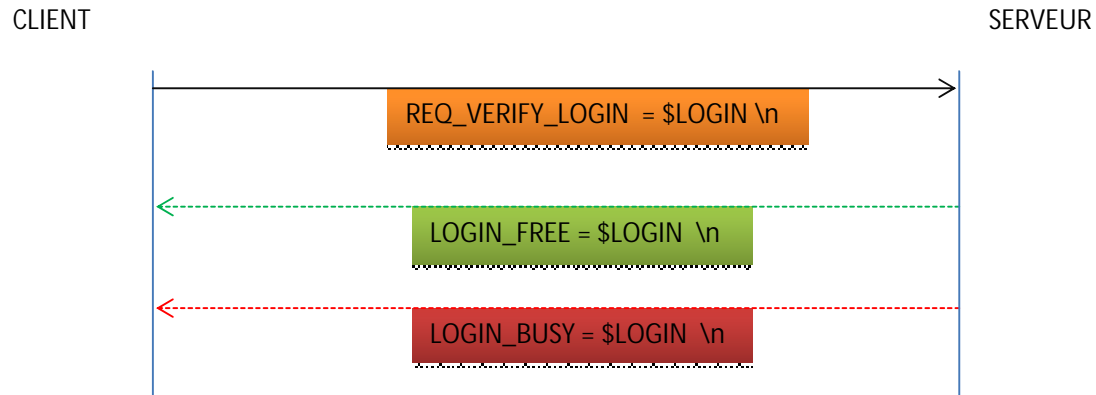 CLIENT SERVEUR
REQ_VERIFY_LOGIN = $LOGIN \n
LOGIN_FREE = $LOGIN \n
LOGIN_BUSY = $LOGIN \n